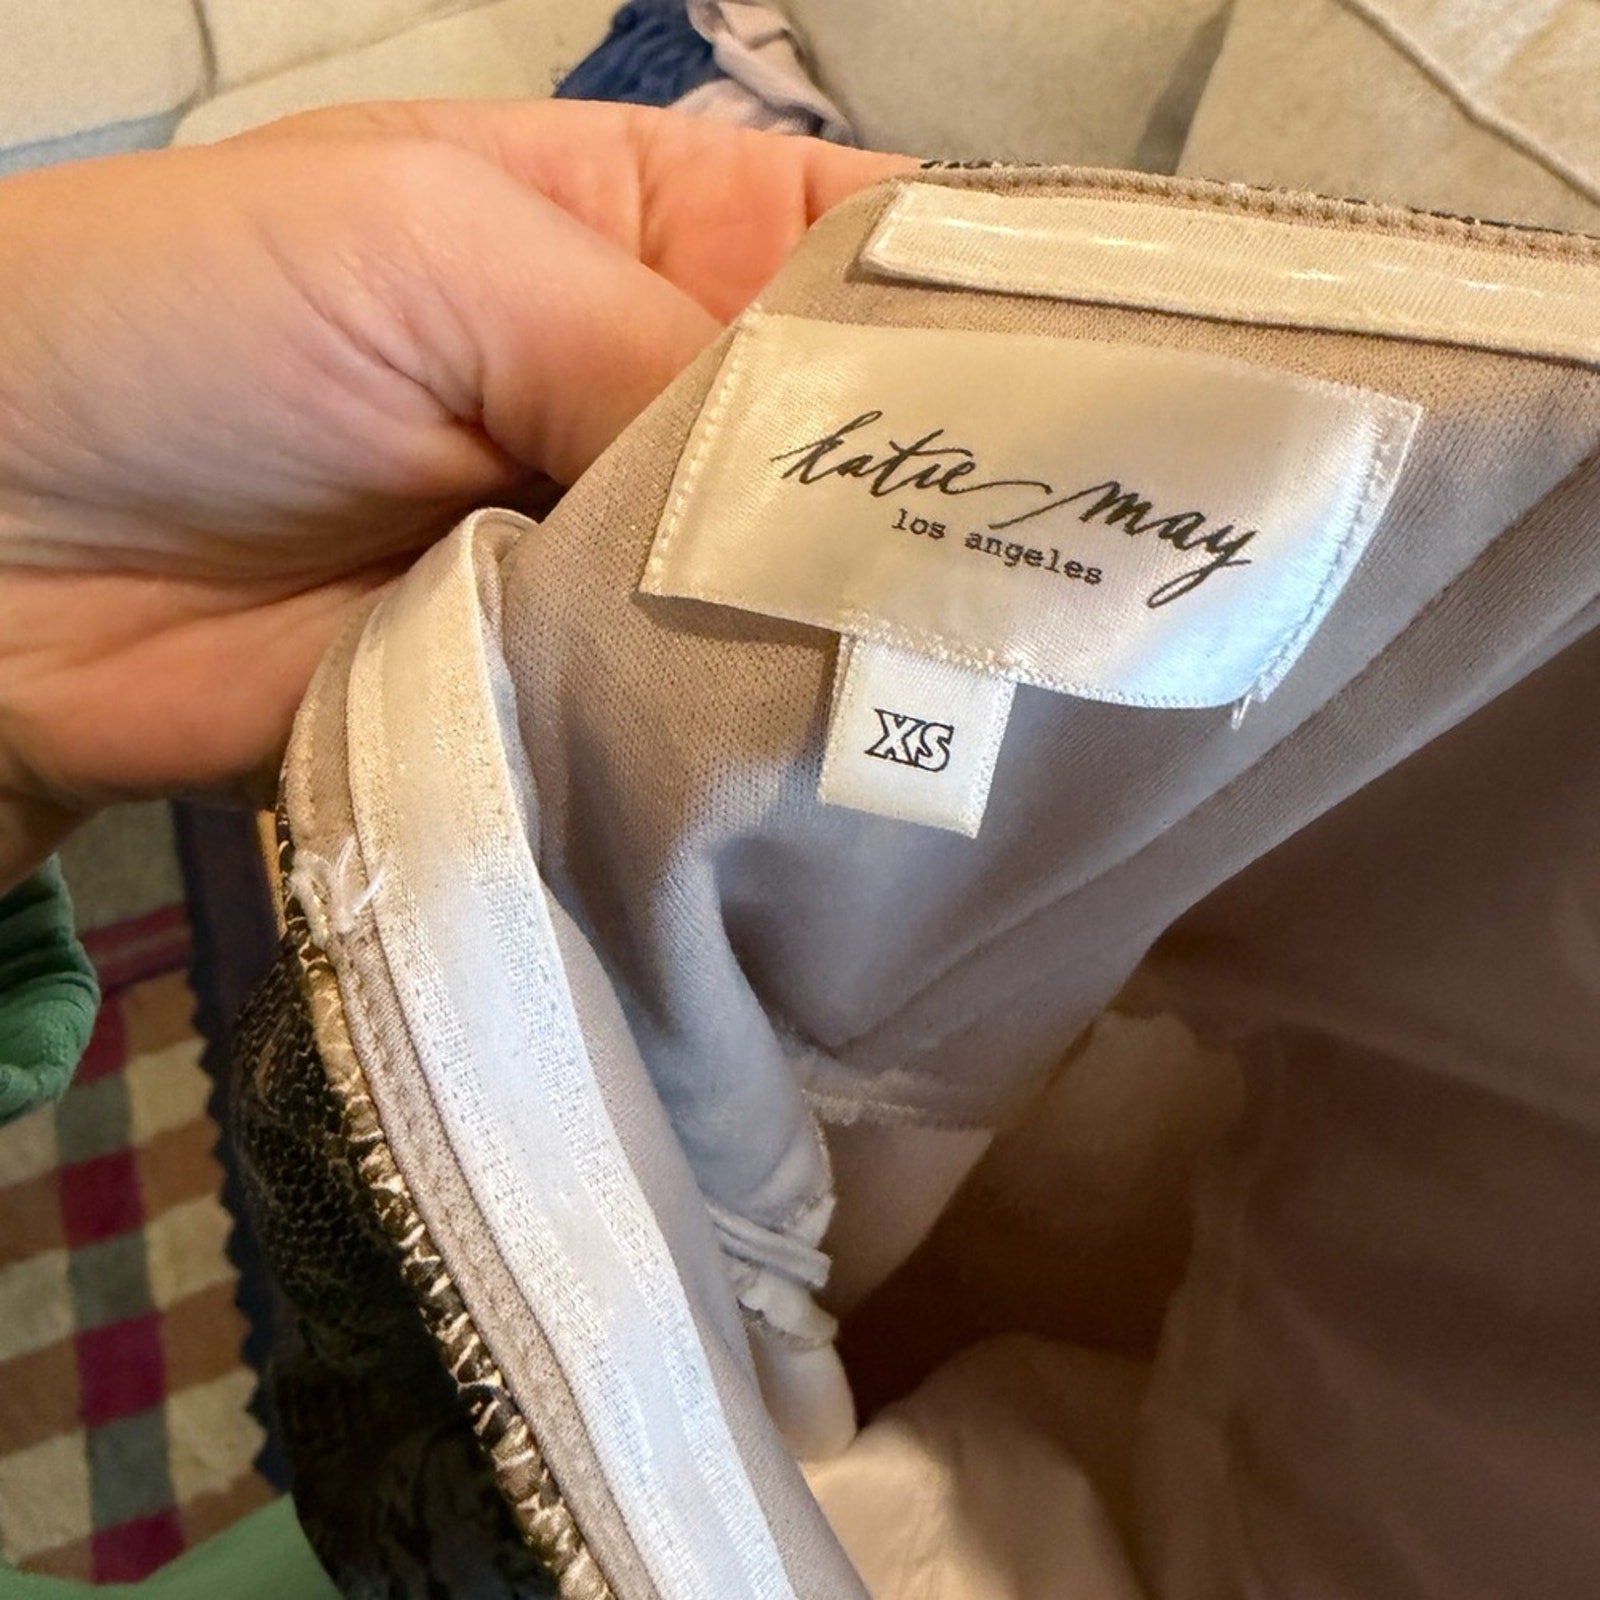 katie may
los angeles
XS